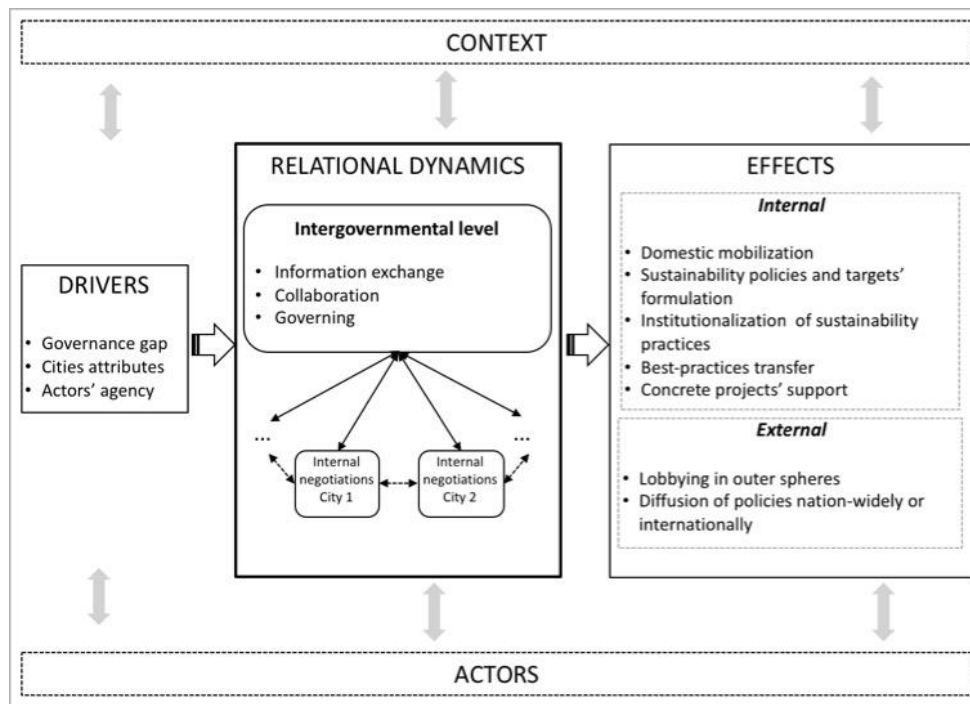 CONTEXT
DRIVERS
• Governance gap
• Cities attributes
• Actors' agency
RELATIONAL DYNAMICS
Intergovernmental level
• Information exchange
• Collaboration
• Governing
...
...
Internal
negotiations
City 1
Internal
negotiations
City 2
EFFECTS
Internal
• Domestic mobilization
• Sustainability policies and targets'
formulation
• Institutionalization of sustainability
practices
• Best-practices transfer
• Concrete projects' support
External
• Lobbying in outer spheres
• Diffusion of policies nation-widely or
internationally
ACTORS